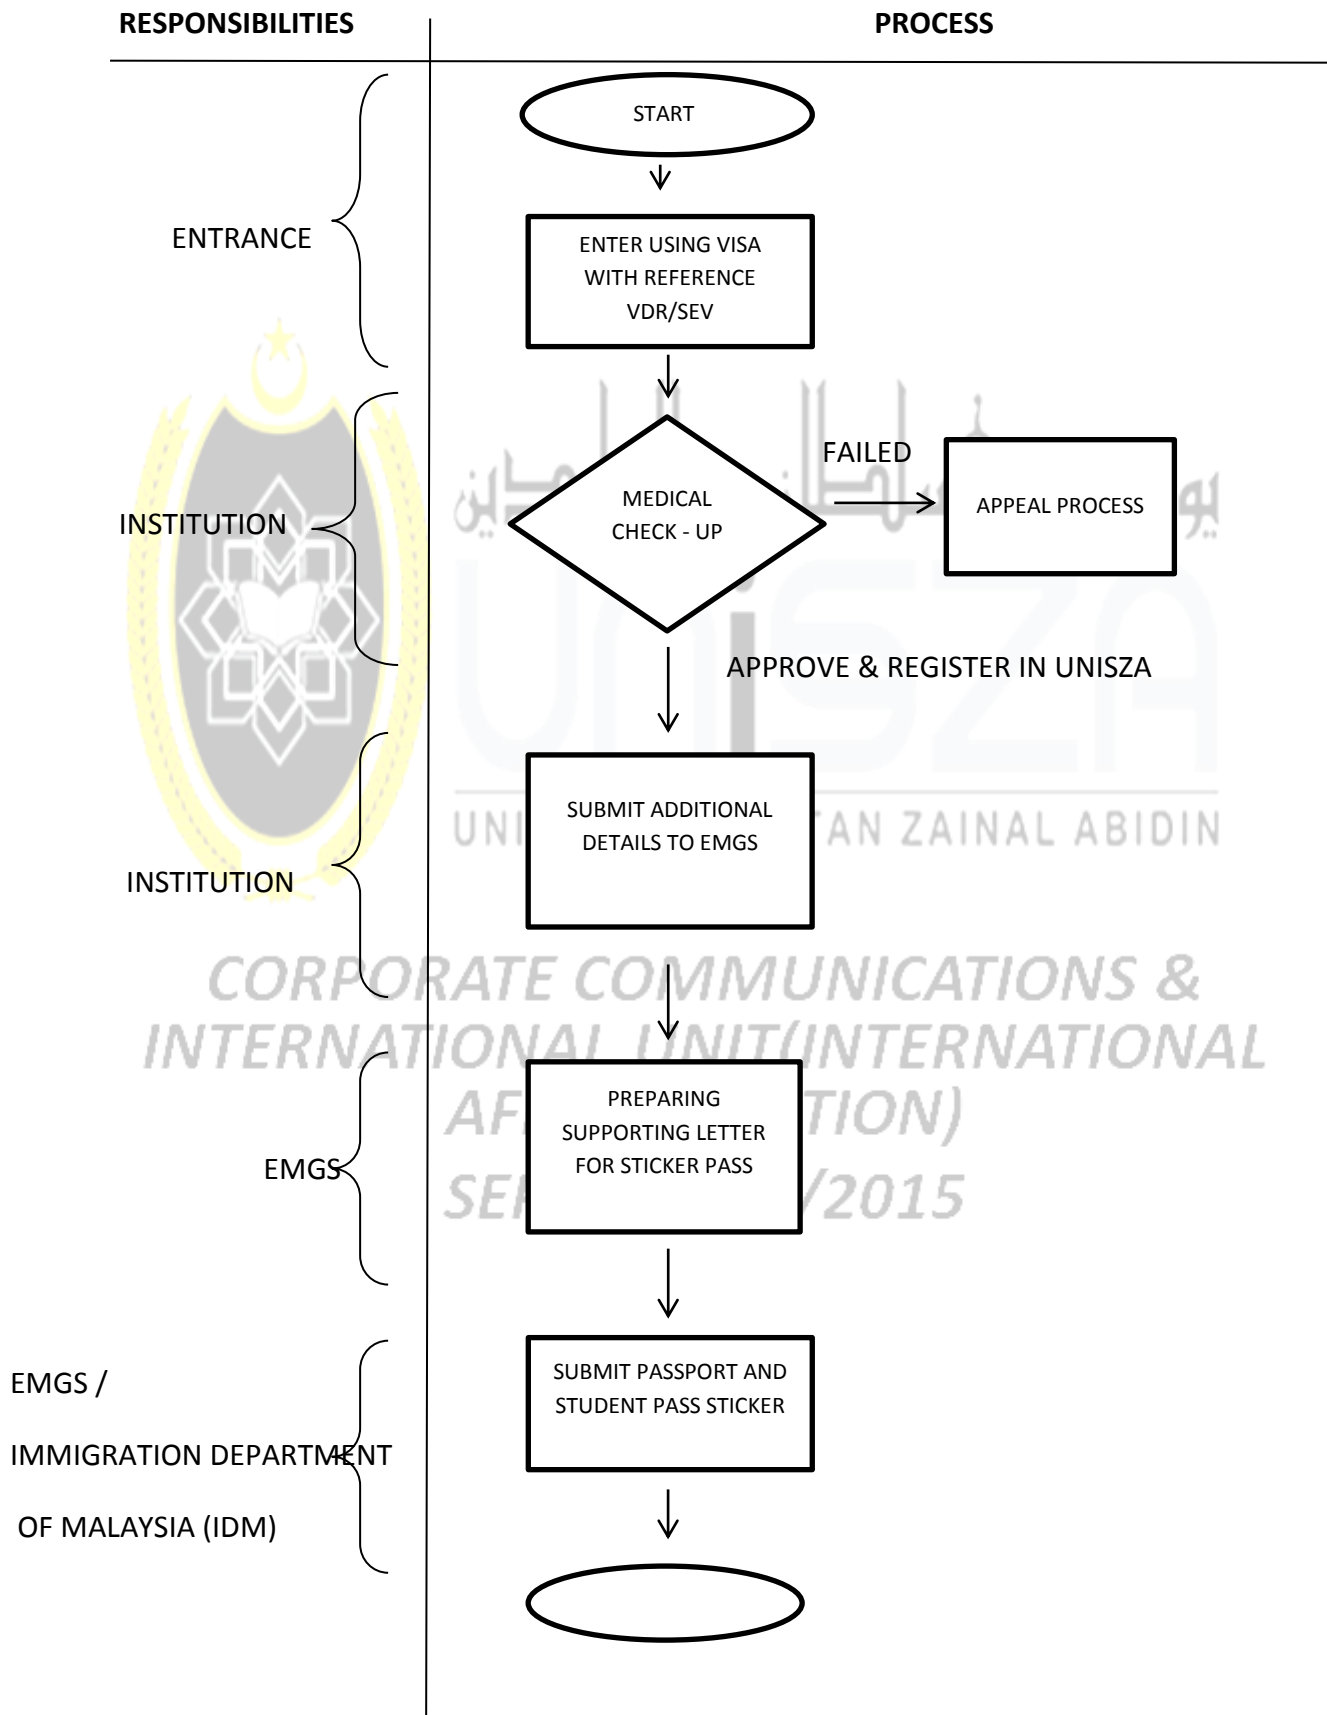 RESPONSIBILITIES
PROCESS
START
ENTRANCE
ENTER USING VISA
WITH REFERENCE
VDR/SEV
FAILED
MEDICAL
CHECK - UP
APPEAL PROCESS
INSTITUTION
APPROVE & REGISTER IN UNISZA
UNISZA
SUBMIT ADDITIONAL
DETAILS TO EMGS
ZAINAL ABIDIN
INSTITUTION
CORPORATE COMMUNICATIONS &
INTERNATIONAL UNIT(INTERNATIONAL
PREPARING
SUPPORTING LETTER
FOR STICKER PASS
EMGS
/2015
SUBMIT PASSPORT AND
STUDENT PASS STICKER
EMGS /
IMMIGRATION DEPARTMENT
OF MALAYSIA (IDM)